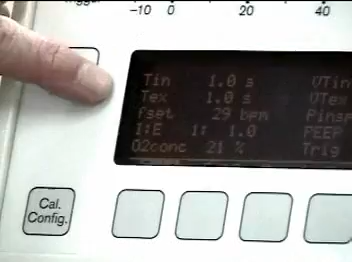 -10 0 20 40
Tin 1.0 s VTin
Tex 1.0 s VTex
fset 29 bpm Pinsp
I:E 1: 1.0 PEEP
O2conc 21 % Trig
Cal.
Config.